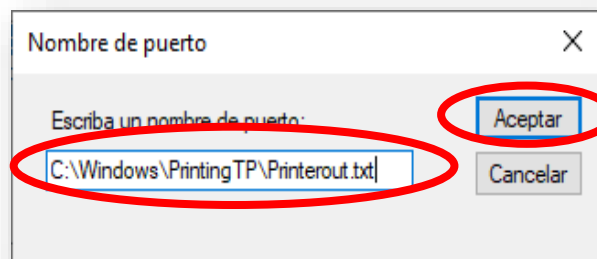 Nombre de puerto
Escriba un nombre de puerto:
Aceptar
C:\Windows\PrintingTP\Printerout.txt
Cancelar